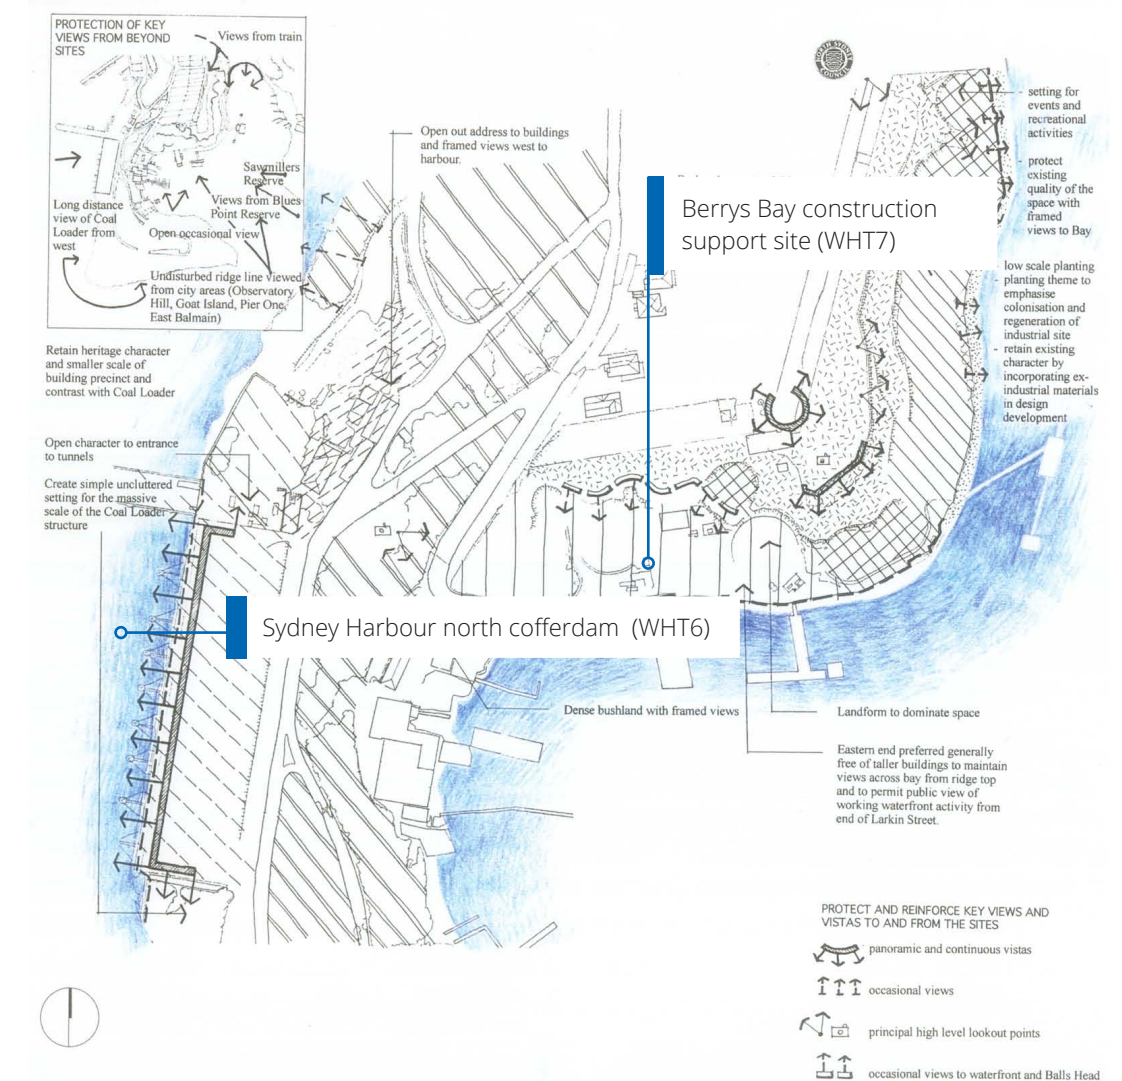 PROTECTION OF KEY
VIEWS FROM BEYOND
SITES
Views from train
Sawmillers
Reserve
Views from Blues
Point Reserve
Long distance
view of Coal
Loader from
west
Open occasional view
Undisturbed ridge line viewed
from city areas (Observatory
Hill, Goat Island, Pier One,
East Balmain)
NORTH SYDNEY
COUNCIL
Open out address to buildings
and framed views west to
harbour.
setting for
events and
recreational
activities
- protect
existing
quality of the
space with
framed
views to Bay
Berrys Bay construction
support site (WHT7)
- low scale planting
planting theme to
emphasise
colonisation and
regeneration of
industrial site
- retain existing
character by
incorporating ex-
industrial materials
in design
development
Retain heritage character
and smaller scale of
building precinct and
contrast with Coal Loader
Open character to entrance
to tunnels
Create simple uncluttered
setting for the massive
scale of the Coal Loader
structure
Sydney Harbour north cofferdam (WHT6)
Dense bushland with framed views
Landform to dominate space
Eastern end preferred generally
free of taller buildings to maintain
views across bay from ridge top
and to permit public view of
working waterfront activity from
end of Larkin Street.
PROTECT AND REINFORCE KEY VIEWS AND
VISTAS TO AND FROM THE SITES
panoramic and continuous vistas
occasional views
principal high level lookout points
occasional views to waterfront and Balls Head